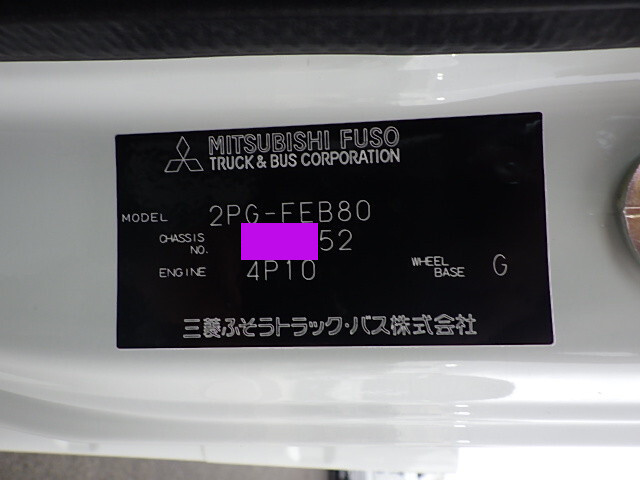 MITSUBISHI FUSO
TRUCK & BUS CORPORATION
MODEL 2PG-FEB80
CHASSIS NO. 52
ENGINE 4P10 WHEEL BASE G
三菱ふそうトラック・バス株式会社